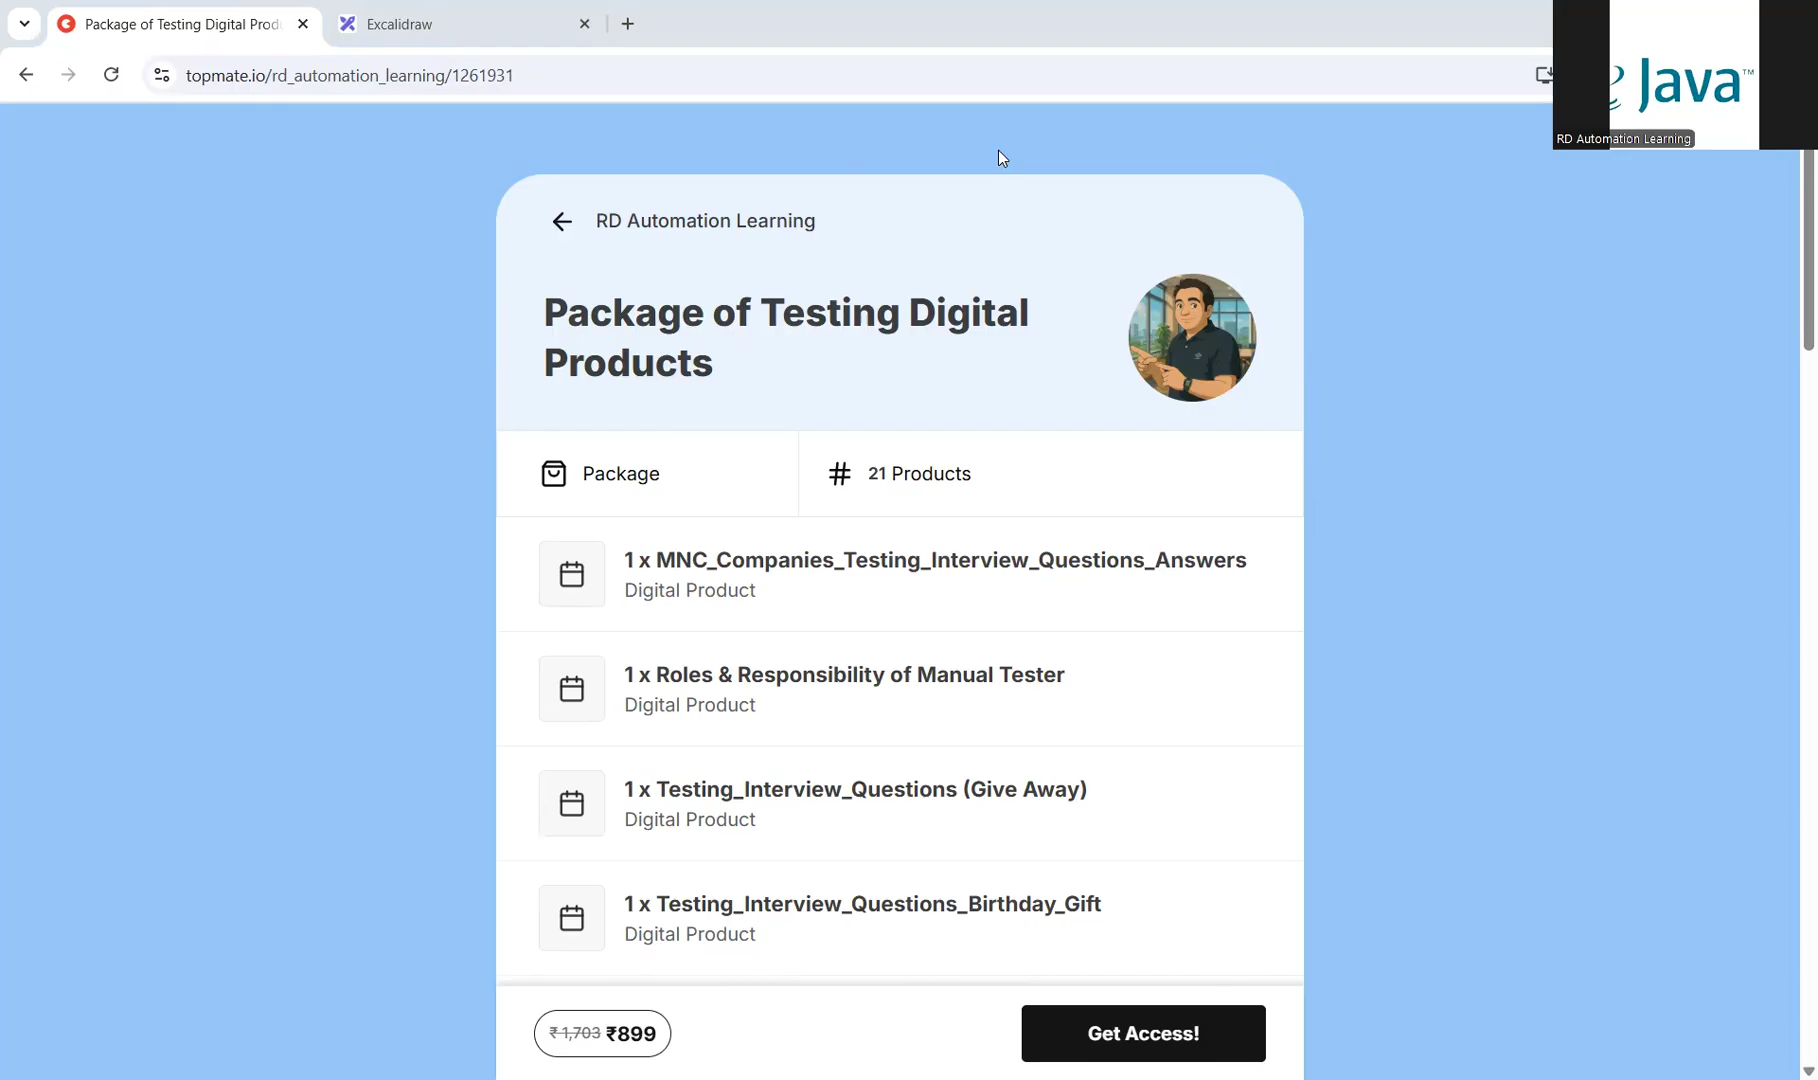 Package of Testing Digital Prod
Excalidraw
topmate.io/rd_automation_learning/1261931
Java™
RD Automation Learning
RD Automation Learning
Package of Testing Digital
Products
Package
21 Products
1 x MNC_Companies_Testing_Interview_Questions_Answers
Digital Product
1 x Roles & Responsibility of Manual Tester
Digital Product
1 x Testing_Interview_Questions (Give Away)
Digital Product
1 x Testing_Interview_Questions_Birthday_Gift
Digital Product
₹1,703 ₹899
Get Access!